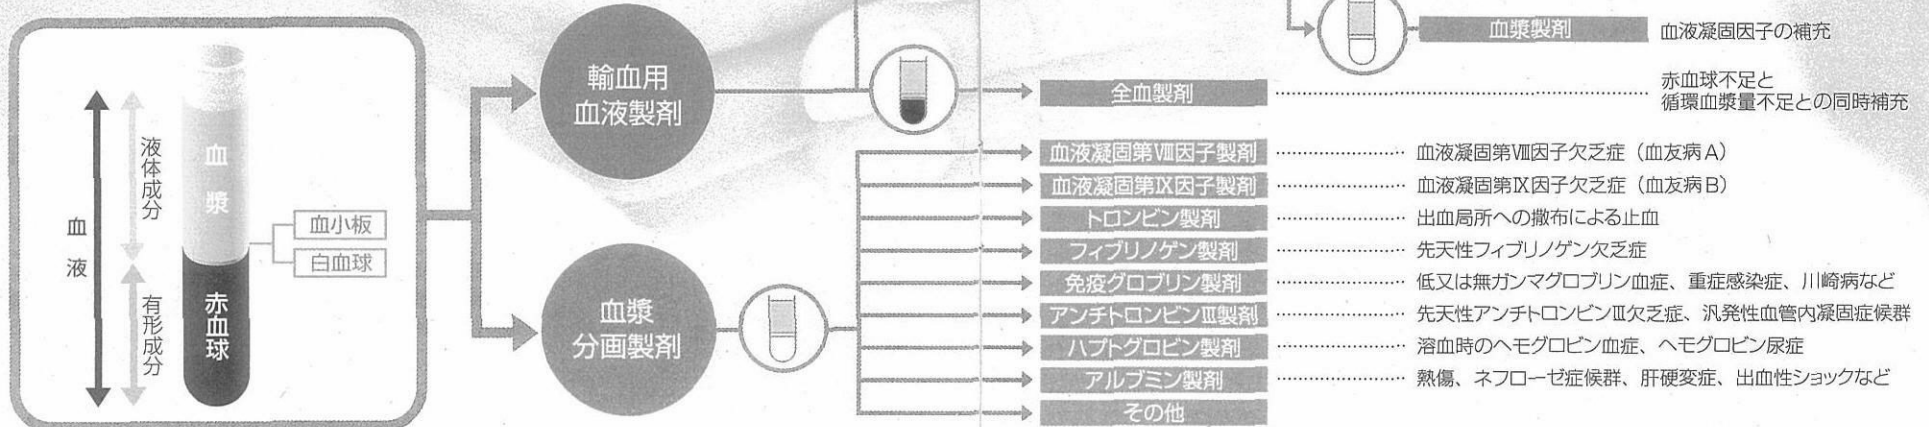 血液
液体成分
有形成分
血漿
赤血球
血小板
白血球
輸血用
血液製剤
血漿
分画製剤
血漿製剤
血液凝固因子の補充
全血製剤
赤血球不足と
循環血漿量不足との同時補充
血液凝固第Ⅷ因子製剤
血液凝固第Ⅷ因子欠乏症（血友病A）
血液凝固第Ⅸ因子製剤
血液凝固第Ⅸ因子欠乏症（血友病B）
トロンビン製剤
出血局所への撒布による止血
フィブリノゲン製剤
先天性フィブリノゲン欠乏症
免疫グロブリン製剤
低又は無ガンマグロブリン血症、重症感染症、川崎病など
アンチトロンビンⅢ製剤
先天性アンチトロンビンⅢ欠乏症、汎発性血管内凝固症候群
ハプトグロビン製剤
溶血時のヘモグロビン血症、ヘモグロビン尿症
アルブミン製剤
熱傷、ネフローゼ症候群、肝硬変症、出血性ショックなど
その他